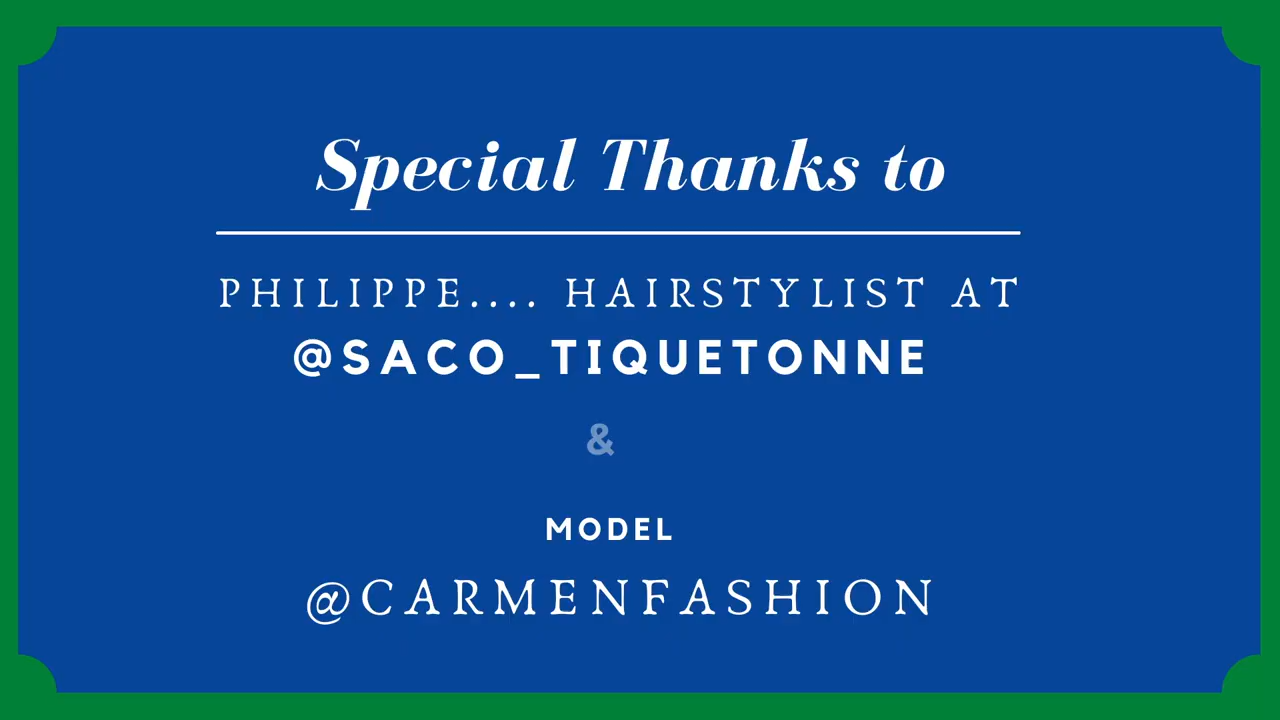 Special Thanks to
PHILIPPE.... HAIRSTYLIST AT
@SACO_TIQUETONNE
&
MODEL
@CARMENFASHION